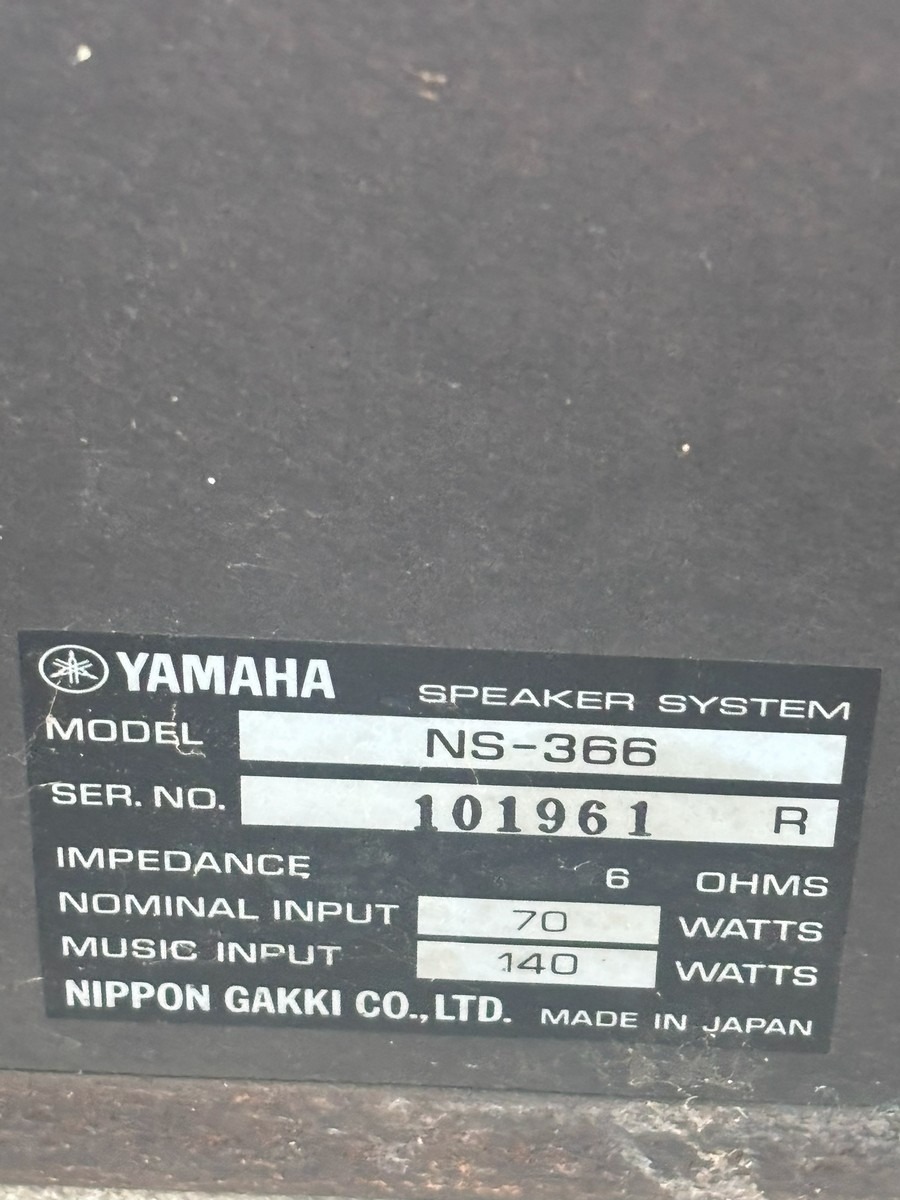 YAMAHA
SPEAKER SYSTEM
MODEL NS-366
SER. NO. 101961 R
IMPEDANCE 6 OHMS
NOMINAL INPUT 70 WATTS
MUSIC INPUT 140 WATTS
NIPPON GAKKI CO., LTD. MADE IN JAPAN